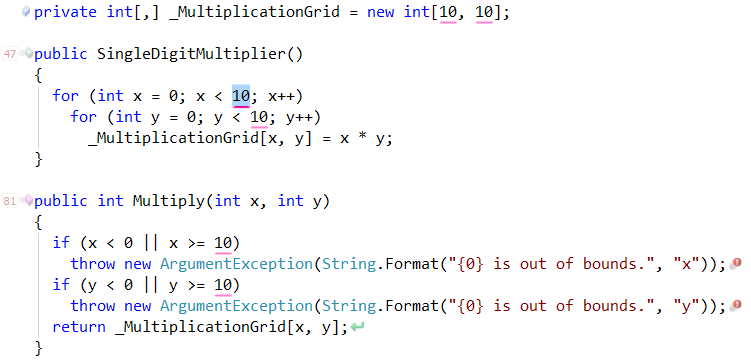 private int[,] _MultiplicationGrid = new int[10, 10];
47 public SingleDigitMultiplier()
{
for (int x = 0; x < 10; x++)
for (int y = 0; y < 10; y++)
_MultiplicationGrid[x, y] = x * y;
}
81 public int Multiply(int x, int y)
{
if (x < 0 || x >= 10)
throw new ArgumentException(String.Format("{0} is out of bounds.", "x"));
if (y < 0 || y >= 10)
throw new ArgumentException(String.Format("{0} is out of bounds.", "y"));
return _MultiplicationGrid[x, y];
}